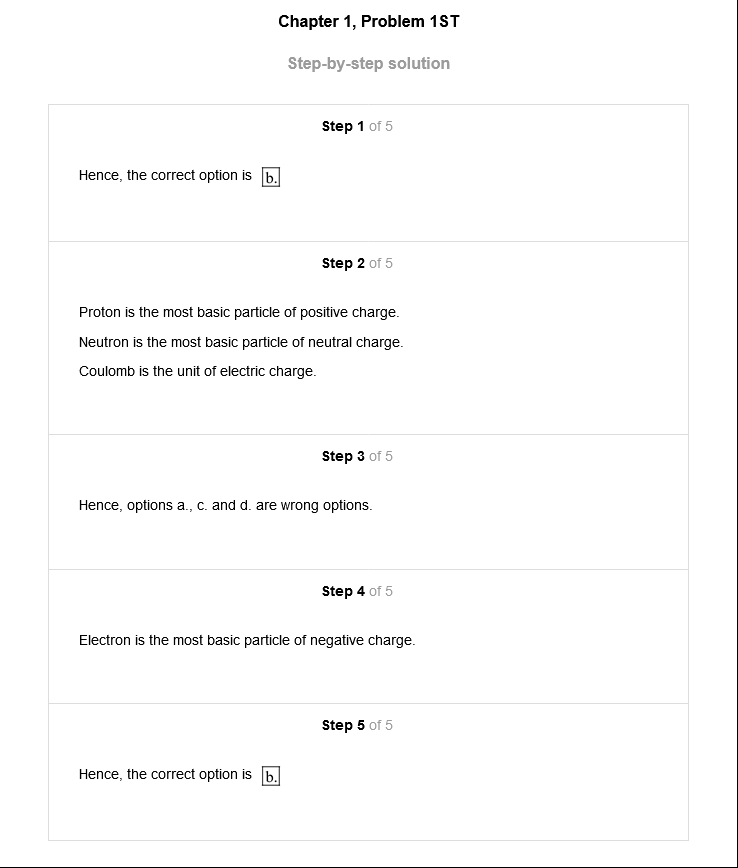 Chapter 1, Problem 1ST
Step-by-step solution
Step 1 of 5
Hence, the correct option is b.
Step 2 of 5
Proton is the most basic particle of positive charge.
Neutron is the most basic particle of neutral charge.
Coulomb is the unit of electric charge.
Step 3 of 5
Hence, options a., c. and d. are wrong options.
Step 4 of 5
Electron is the most basic particle of negative charge.
Step 5 of 5
Hence, the correct option is b.